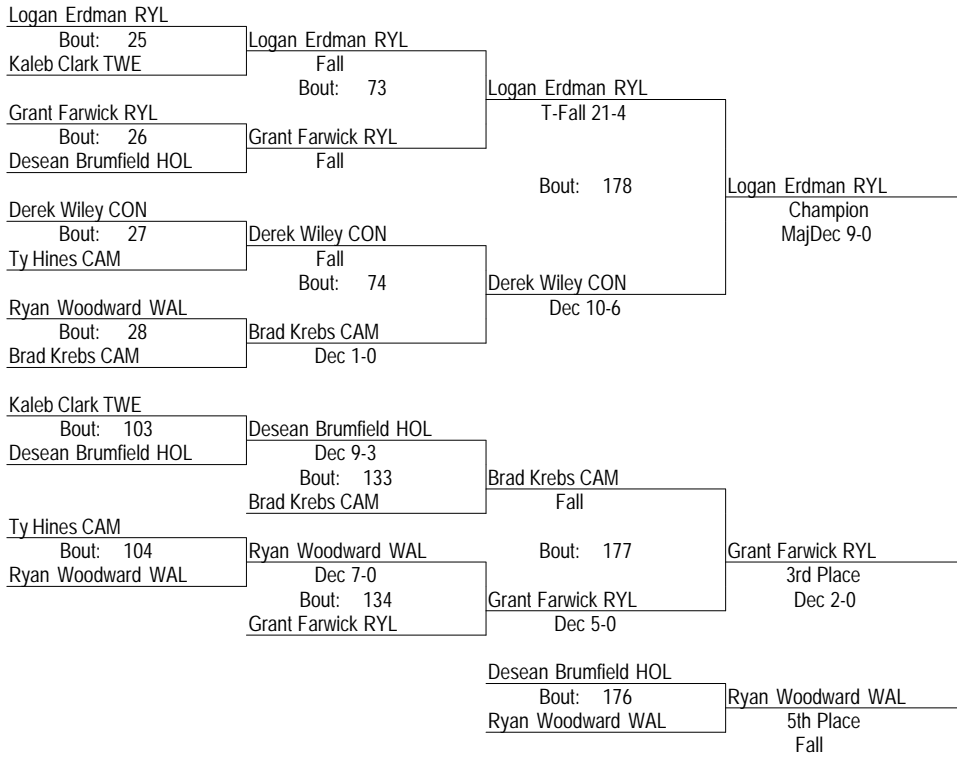 Logan Erdman RYL
Bout: 25
Logan Erdman RYL
Kaleb Clark TWE
Fall
Bout: 73
Logan Erdman RYL
Grant Farwick RYL
T-Fall 21-4
Bout: 26
Grant Farwick RYL
Desean Brumfield HOL
Fall
Bout: 178
Logan Erdman RYL
Derek Wiley CON
Champion
Bout: 27
Derek Wiley CON
MajDec 9-0
Ty Hines CAM
Fall
Bout: 74
Derek Wiley CON
Ryan Woodward WAL
Dec 10-6
Bout: 28
Brad Krebs CAM
Brad Krebs CAM
Dec 1-0
Kaleb Clark TWE
Bout: 103
Desean Brumfield HOL
Desean Brumfield HOL
Dec 9-3
Bout: 133
Brad Krebs CAM
Brad Krebs CAM
Fall
Ty Hines CAM
Bout: 104
Ryan Woodward WAL
Bout: 177
Grant Farwick RYL
Ryan Woodward WAL
Dec 7-0
3rd Place
Bout: 134
Grant Farwick RYL
Dec 2-0
Grant Farwick RYL
Dec 5-0
Desean Brumfield HOL
Bout: 176
Ryan Woodward WAL
Ryan Woodward WAL
5th Place
Fall